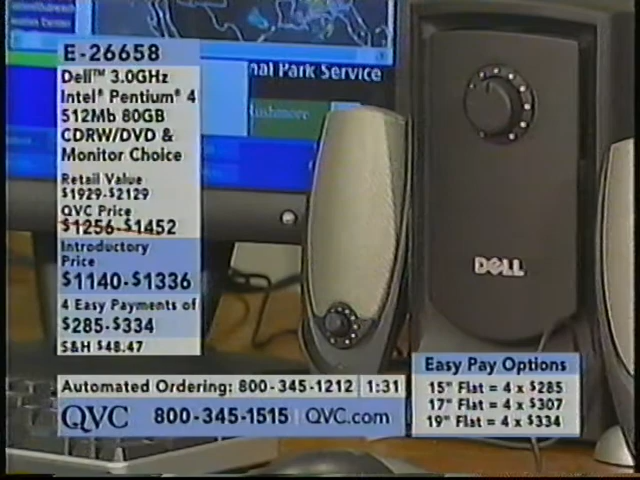 nal Park Service
Rushmore
E-26658
Dell™ 3.0GHz
Intel® Pentium® 4
512Mb 80GB
CDRW/DVD &
Monitor Choice
Retail Value
$1929-$2129
QVC Price
$1256-$1452
Introductory
Price
$1140-$1336
4 Easy Payments of
$285-$334
S&H $48.47
DELL
Easy Pay Options
15" Flat = 4 x $285
17" Flat = 4 x $307
19" Flat = 4 x $334
Automated Ordering: 800-345-1212 1:31
QVC 800-345-1515 QVC.com